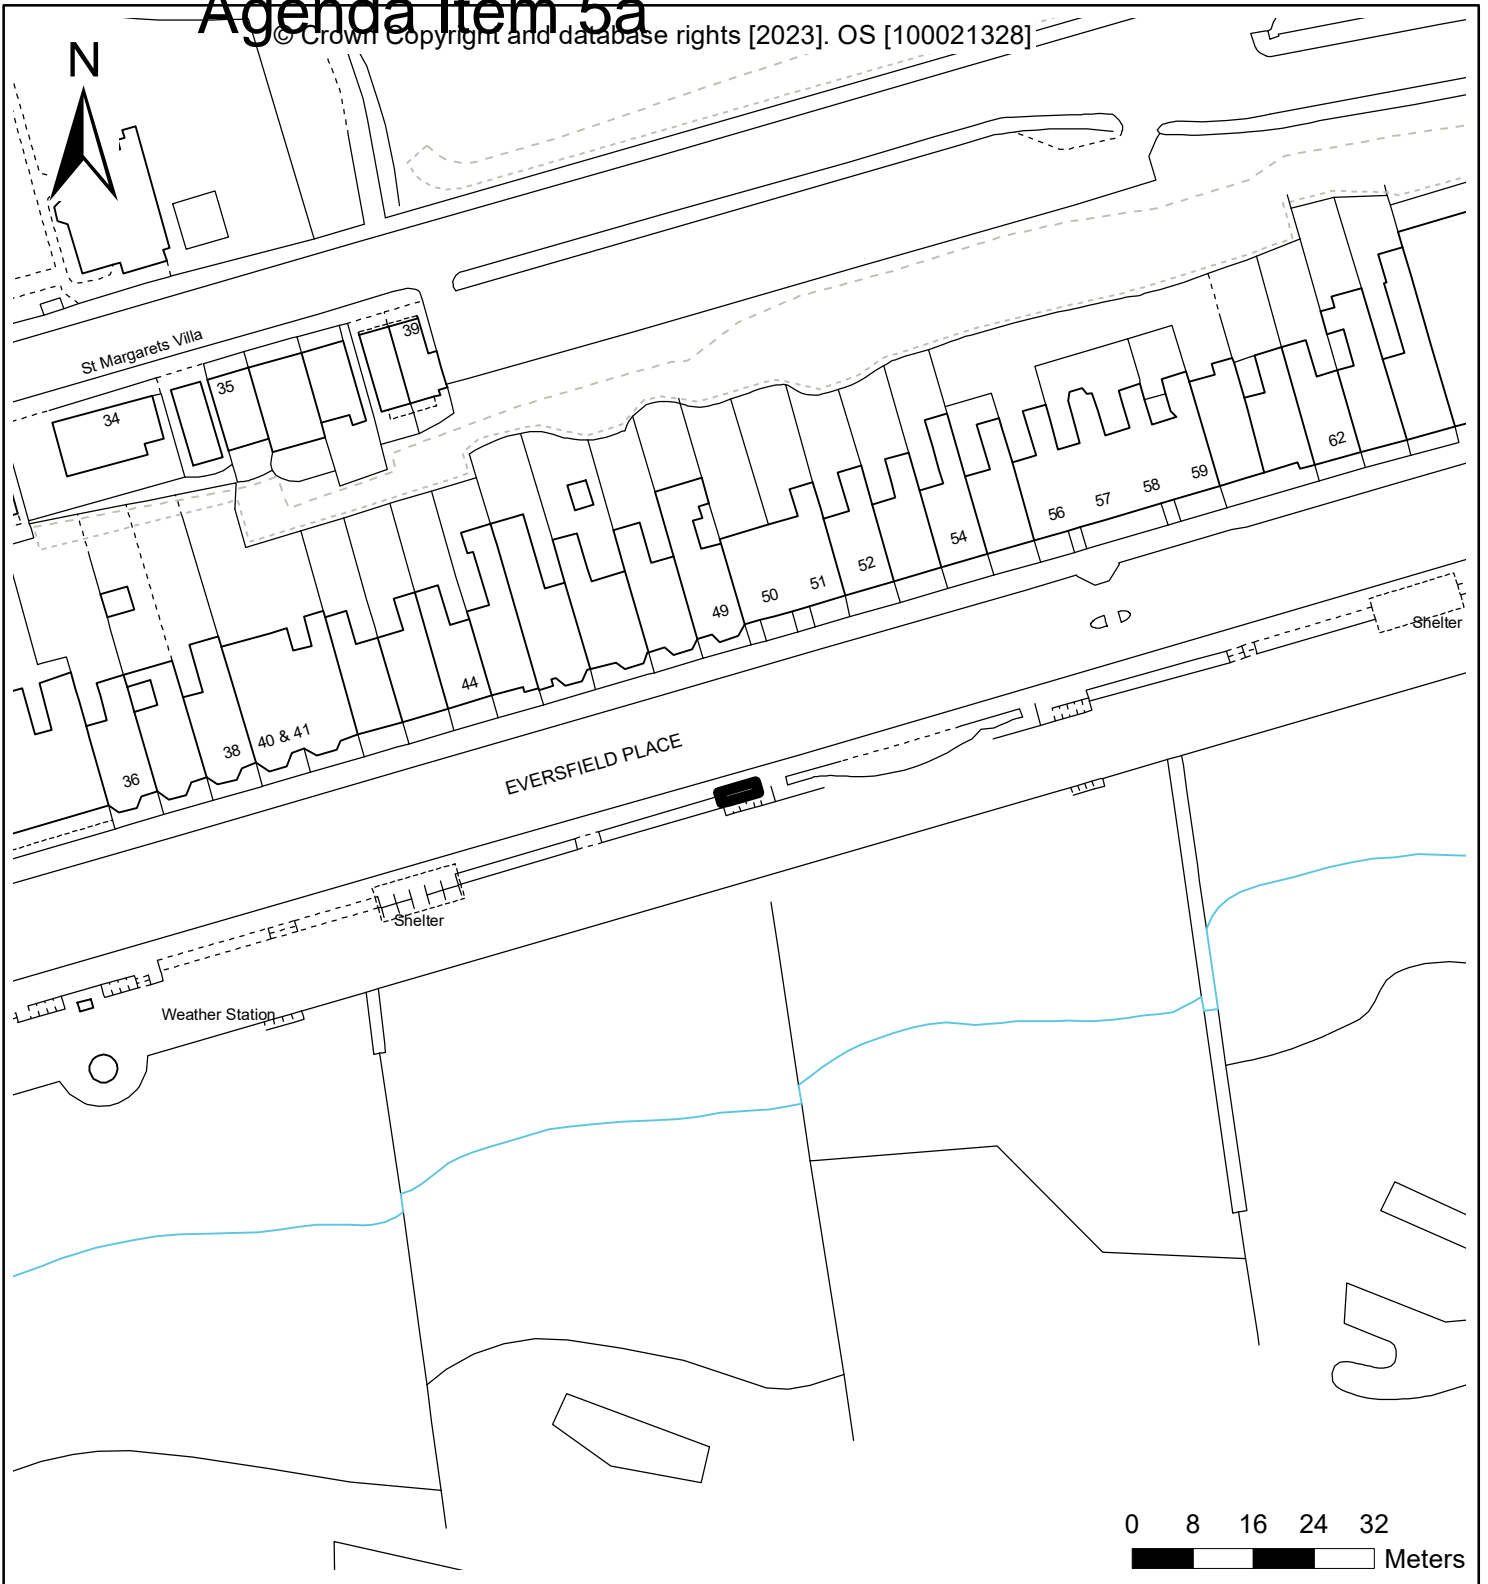 Agenda Item 5a
© Crown Copyright and database rights [2023]. OS [100021328]
N
St Margarets Villa
39
35
34
62
59
58
57
56
54
52
51
50
49
44
40 & 41
38
36
EVERSFIELD PLACE
Shelter
Shelter
Weather Station
0 8 16 24 32
Meters